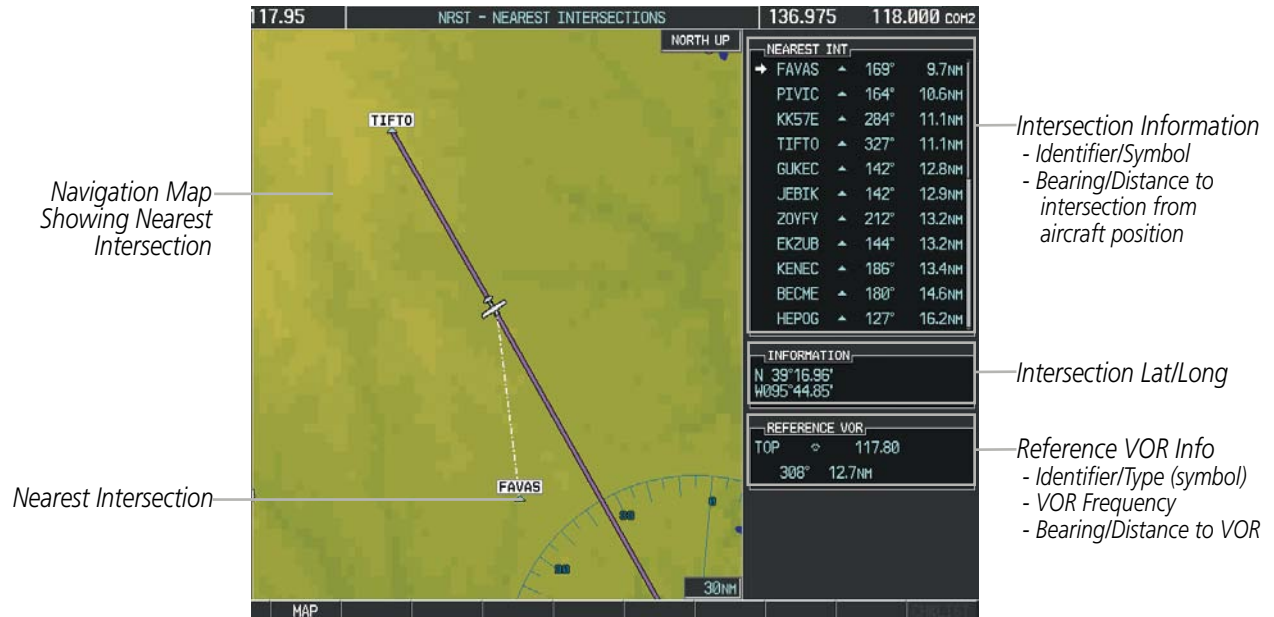 117.95 NRST - NEAREST INTERSECTIONS 136.975 118.000 COM2
NORTH UP
TIFTO
FAVAS
30
30
0
30NM
MAP
NEAREST INT
FAVAS 169° 9.7NM
PIVIC 164° 10.6NM
KK57E 284° 11.1NM
TIFTO 327° 11.1NM
GUKEC 142° 12.8NM
JEBIK 142° 12.9NM
ZOYFY 212° 13.2NM
EKZUB 144° 13.2NM
KENEC 186° 13.4NM
BECME 180° 14.6NM
HEPOG 127° 16.2NM
INFORMATION
N 39°16.96'
W095°44.85'
REFERENCE VOR
TOP 117.80
308° 12.7NM
CHKLIST
Navigation Map
Showing Nearest
Intersection
Nearest Intersection
Intersection Information
- Identifier/Symbol
- Bearing/Distance to
intersection from
aircraft position
Intersection Lat/Long
Reference VOR Info
- Identifier/Type (symbol)
- VOR Frequency
- Bearing/Distance to VOR